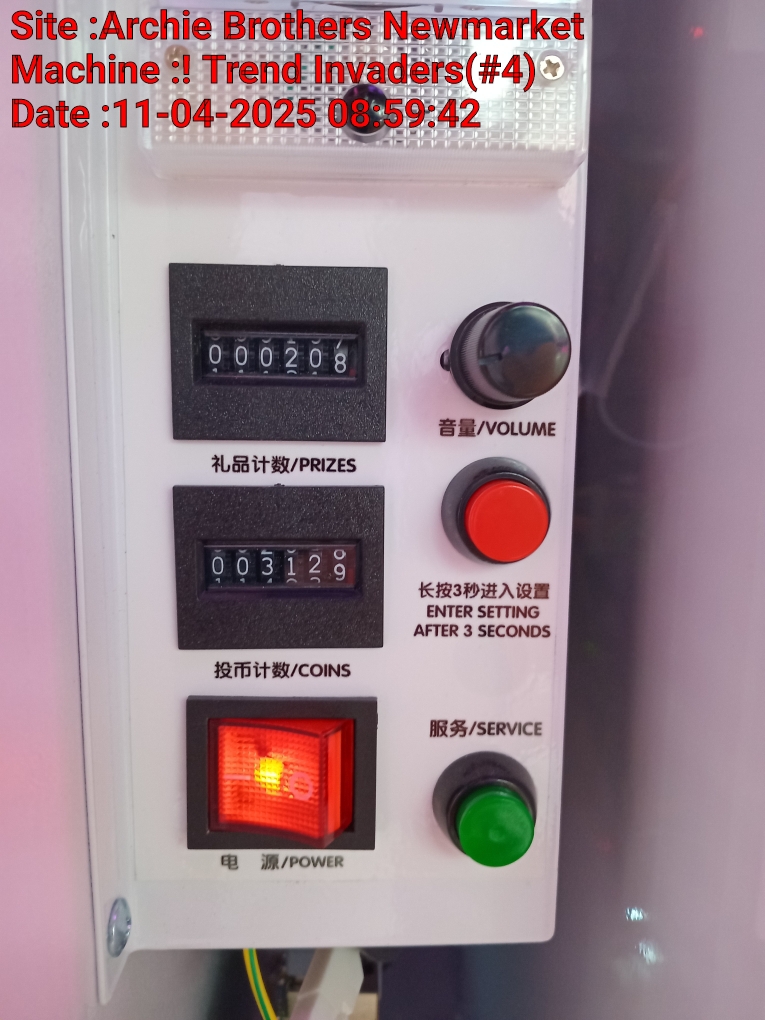 Site :Archie Brothers Newmarket
Machine :! Trend Invaders(#4)
Date :11-04-2025 08:59:42
000208
礼品计数/PRIZES
音量/VOLUME
003129
投币计数/COINS
长按3秒进入设置
ENTER SETTING
AFTER 3 SECONDS
服务/SERVICE
电 源/POWER